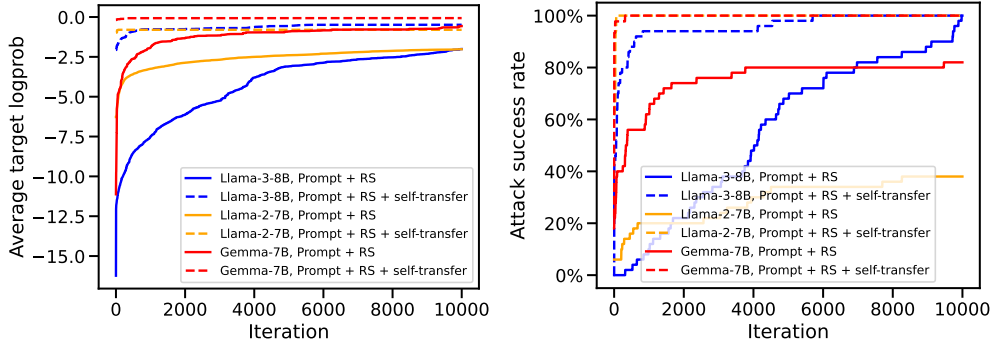 0.0
−2.5
−5.0
−7.5
−10.0
−12.5
−15.0
Average target logprob
0 2000 4000 6000 8000 10000
Iteration
Llama-3-8B, Prompt + RS
Llama-3-8B, Prompt + RS + self-transfer
Llama-2-7B, Prompt + RS
Llama-2-7B, Prompt + RS + self-transfer
Gemma-7B, Prompt + RS
Gemma-7B, Prompt + RS + self-transfer
100%
80%
60%
40%
20%
0%
Attack success rate
0 2000 4000 6000 8000 10000
Iteration
Llama-3-8B, Prompt + RS
Llama-3-8B, Prompt + RS + self-transfer
Llama-2-7B, Prompt + RS
Llama-2-7B, Prompt + RS + self-transfer
Gemma-7B, Prompt + RS
Gemma-7B, Prompt + RS + self-transfer